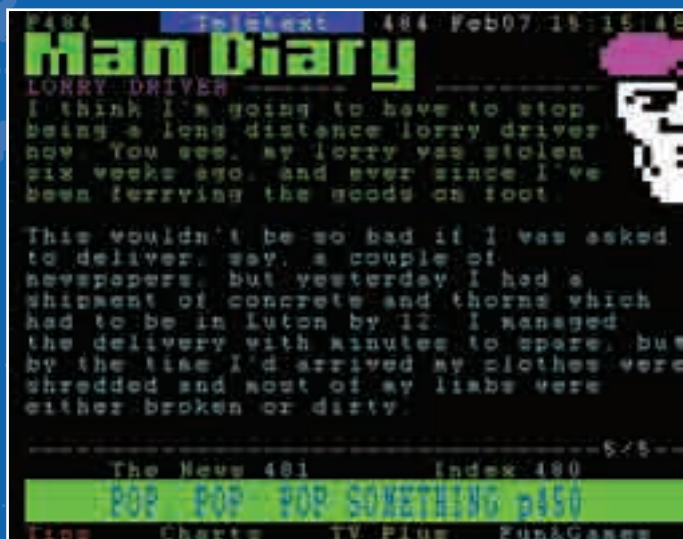 P484 Teletext 484 Feb07 15:15:48
Man Diary
LORRY DRIVER
I think I'm going to have to stop
being a long distance lorry driver
now. You see, my lorry was stolen
six weeks ago, and ever since I've
been ferrying the goods on foot.
This wouldn't be so bad if I was asked
to deliver, say, a couple of
newspapers, but yesterday I had a
shipment of concrete and thorns which
had to be in Luton by 12. I managed
the delivery with minutes to spare, but
by the time I'd arrived my clothes were
shredded and most of my limbs were
either broken or dirty.
5/5
The News 481 Index 480
POP POP POP SOMETHING p450
Tips Charts TV Plus Fun&Games